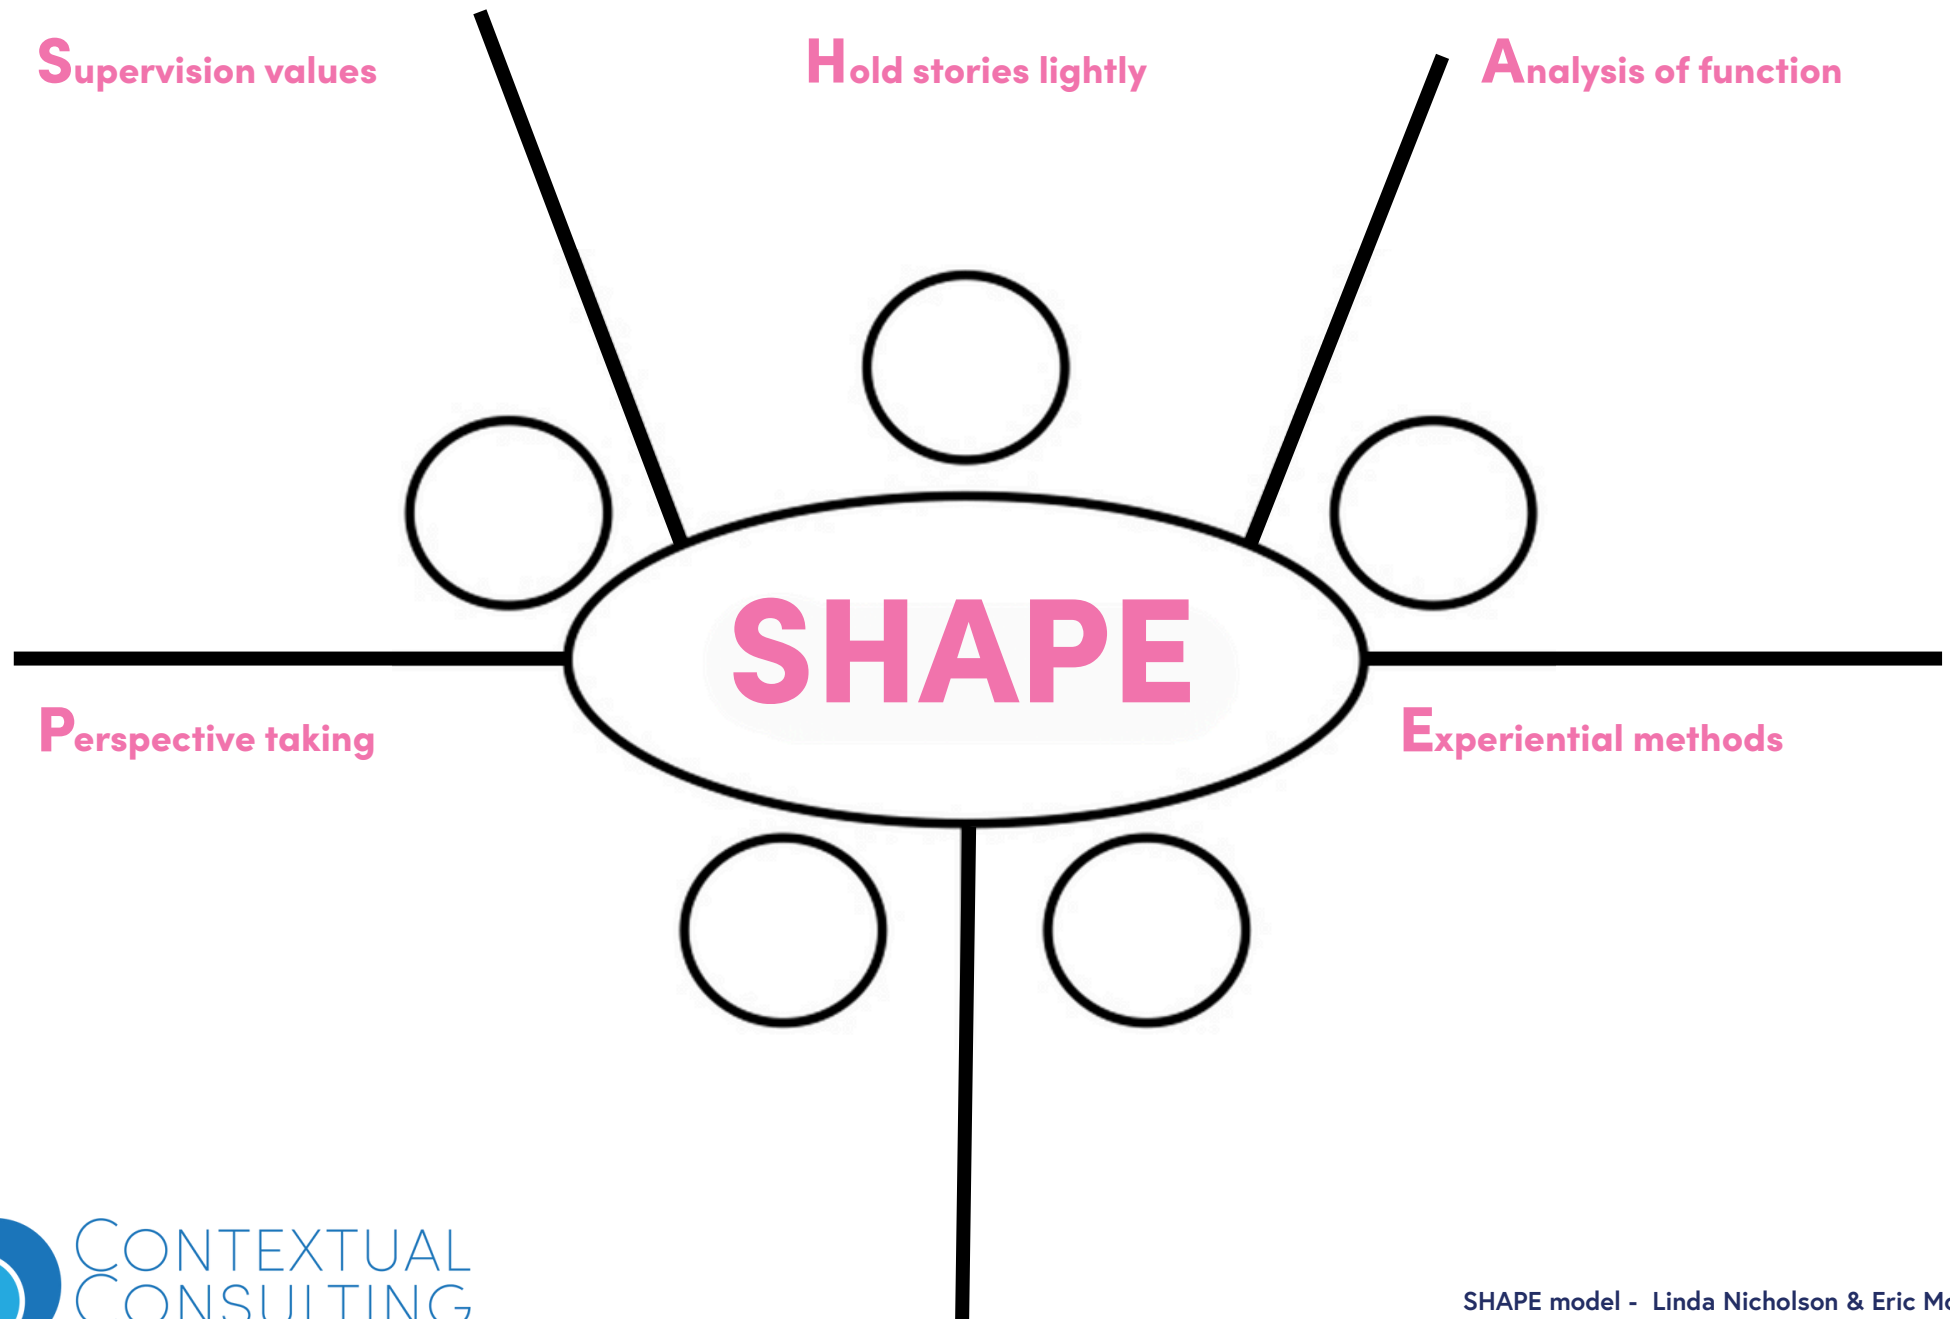 Supervision values
Hold stories lightly
Analysis of function
SHAPE
Perspective taking
Experiential methods
CONTEXTUAL
CONSULTING
SHAPE model - Linda Nicholson & Eric